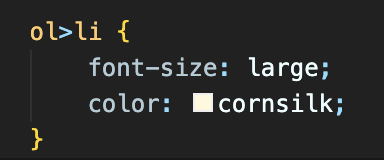 ol>li {
    font-size: large;
    color: cornsilk;
}